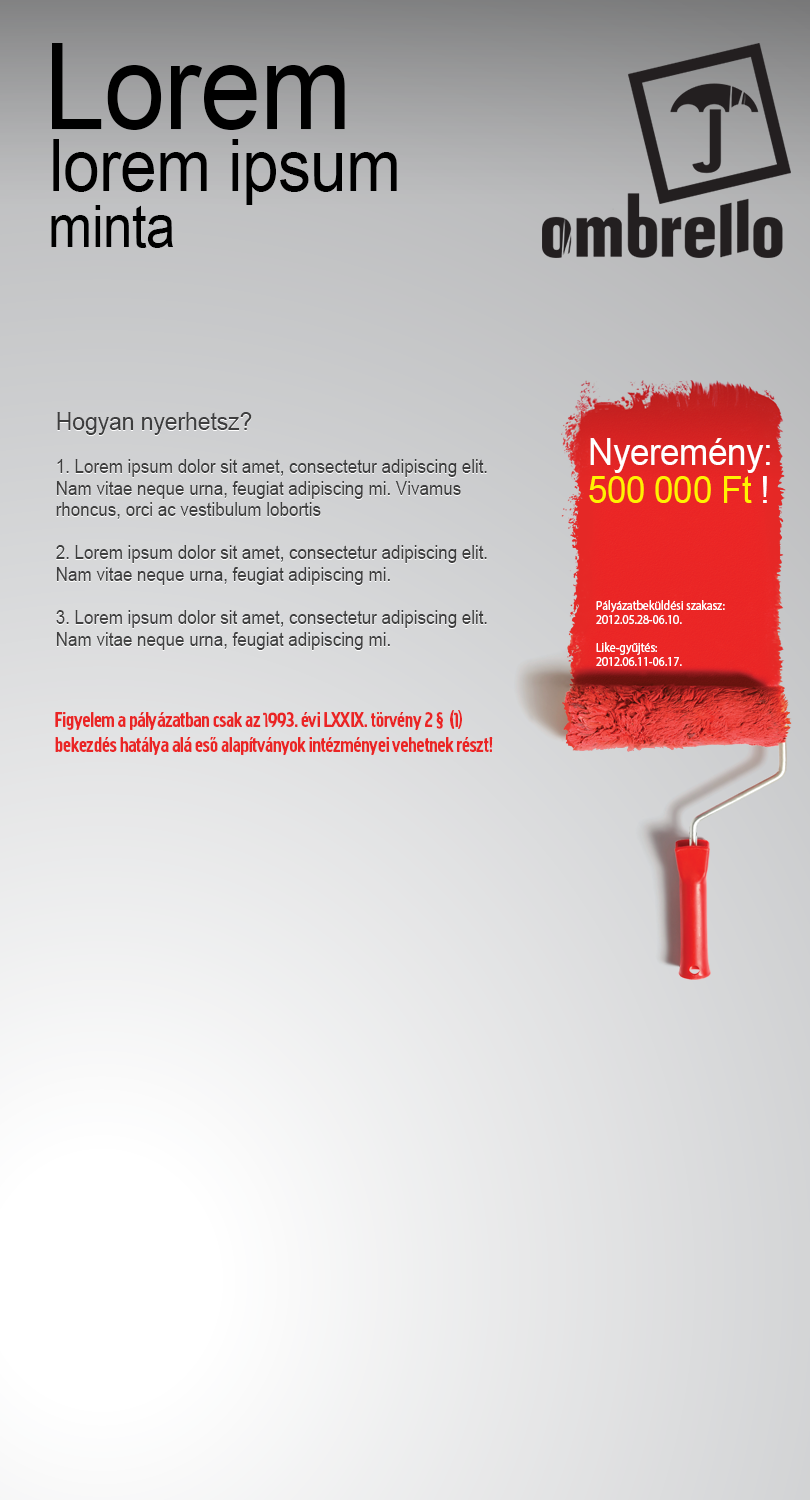 Lorem
lorem ipsum
minta
ombrello
Hogyan nyerhetsz?
1. Lorem ipsum dolor sit amet, consectetur adipiscing elit.
Nam vitae neque urna, feugiat adipiscing mi. Vivamus
rhoncus, orci ac vestibulum lobortis
2. Lorem ipsum dolor sit amet, consectetur adipiscing elit.
Nam vitae neque urna, feugiat adipiscing mi.
3. Lorem ipsum dolor sit amet, consectetur adipiscing elit.
Nam vitae neque urna, feugiat adipiscing mi.
Figyelem a pályázatban csak az 1993. évi LXXIX. törvény 2 § (1)
bekezdés hatálya alá eső alapítványok intézményei vehetnek részt!
Nyeremény:
500 000 Ft !
Pályázatbeküldési szakasz:
2012.05.28-06.10.
Like-gyűjtés:
2012.06.11-06.17.